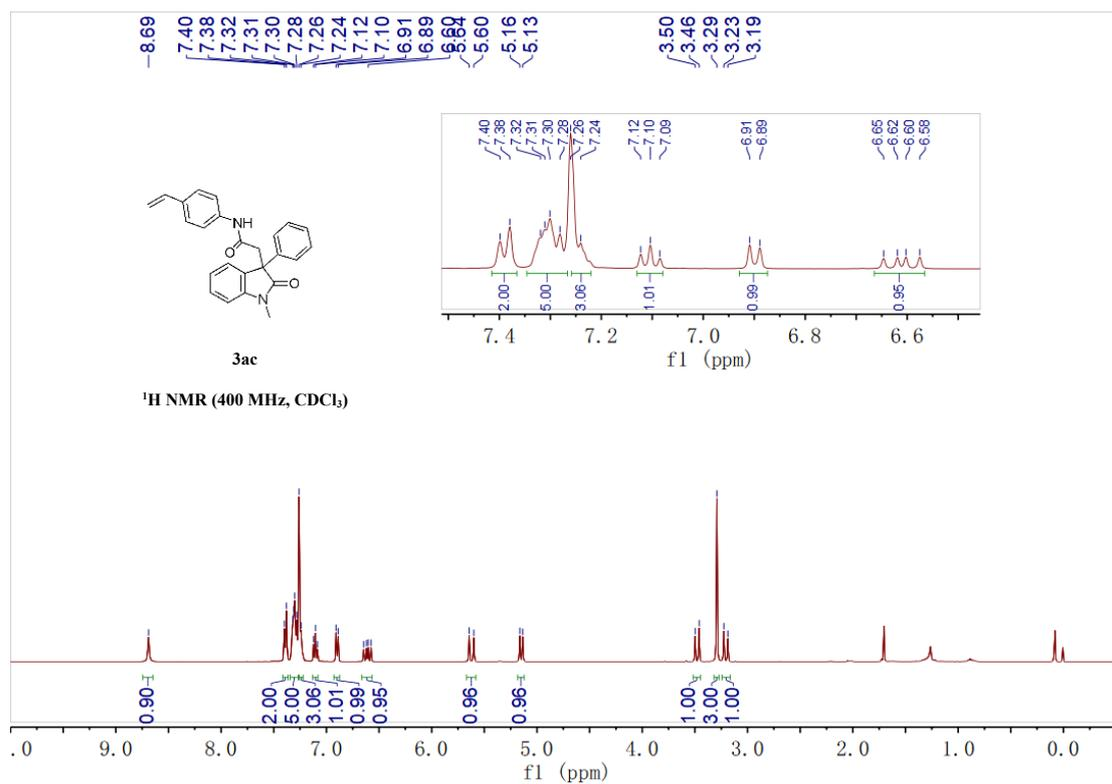 8.69 7.40 7.38 7.32 7.31 7.30 7.28 7.26 7.24 7.12 7.10 6.91 6.89 6.60 5.64 5.60 5.16 5.13 3.50 3.46 3.29 3.23 3.19
7.40 7.38 7.32 7.31 7.30 7.28 7.26 7.24 7.12 7.10 7.09 6.91 6.89 6.65 6.62 6.60 6.58
2.00 5.00 3.06 1.01 0.99 0.95
7.4 7.2 7.0 6.8 6.6
f1 (ppm)
NH
O
O
N
3ac
¹H NMR (400 MHz, CDCl₃)
0.90 2.00 5.00 3.06 1.01 0.99 0.95 0.96 0.96 1.00 3.00 1.00
.0 8.0 7.0 6.0 5.0 4.0 3.0 2.0 1.0 0.0
f1 (ppm)